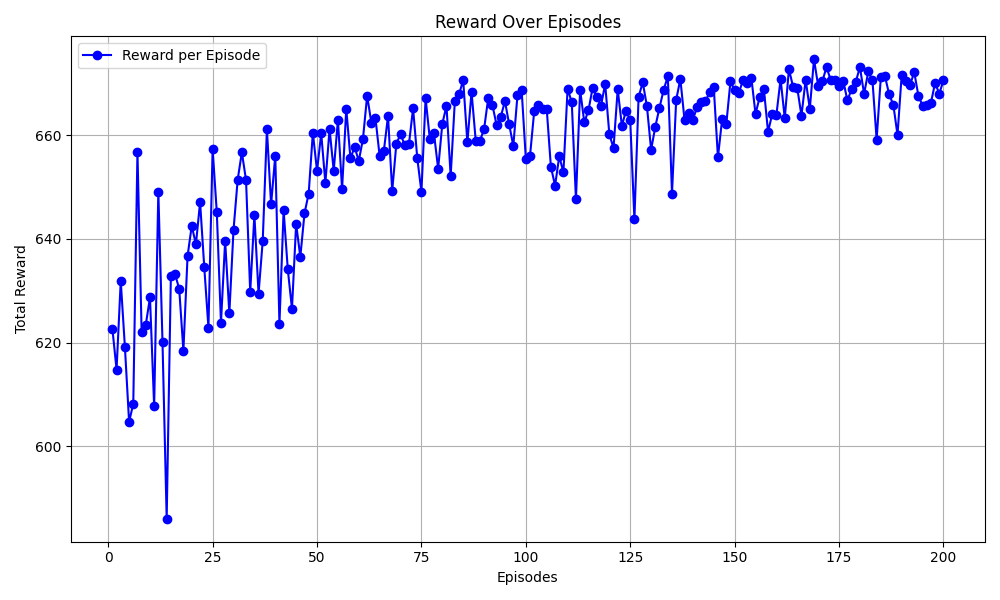 Reward Over Episodes
Reward per Episode
Total Reward
660
640
620
600
0 25 50 75 100 125 150 175 200
Episodes